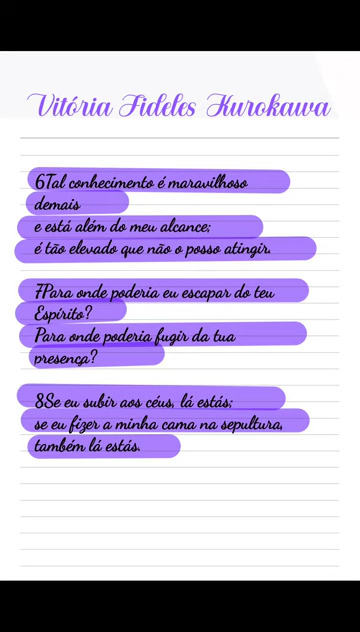 Vitória Fideles Kurokawa
6Tal conhecimento é maravilhoso
demais
e está além do meu alcance;
é tão elevado que não o posso atingir.
7Para onde poderia eu escapar do teu
Espírito?
Para onde poderia fugir da tua
presença?
8Se eu subir aos céus, lá estás;
se eu fizer a minha cama na sepultura,
também lá estás.